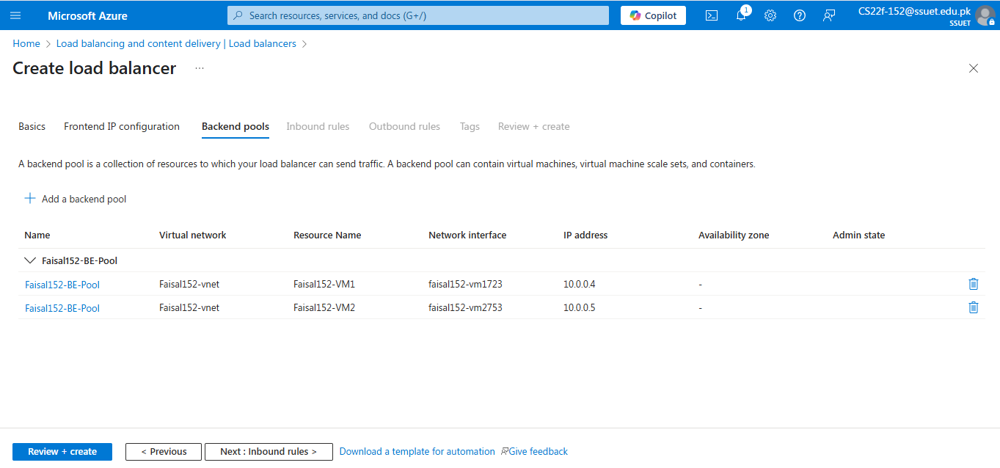 Microsoft Azure
Search resources, services, and docs (G+/)
Copilot
1
CS22f-152@ssuet.edu.pk
SSUET
Home > Load balancing and content delivery | Load balancers >
Create load balancer ...
Basics Frontend IP configuration Backend pools Inbound rules Outbound rules Tags Review + create
A backend pool is a collection of resources to which your load balancer can send traffic. A backend pool can contain virtual machines, virtual machine scale sets, and containers.
+ Add a backend pool
Name Virtual network Resource Name Network interface IP address Availability zone Admin state
Faisal152-BE-Pool
Faisal152-BE-Pool Faisal152-vnet Faisal152-VM1 faisal152-vm1723 10.0.0.4 -
Faisal152-BE-Pool Faisal152-vnet Faisal152-VM2 faisal152-vm2753 10.0.0.5 -
Review + create < Previous Next : Inbound rules > Download a template for automation Give feedback